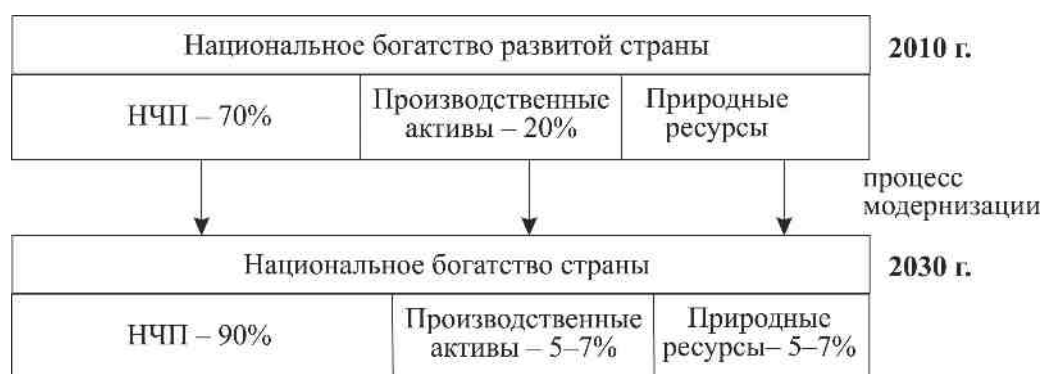 Национальное богатство развитой страны
2010 г.
НЧП – 70%
Производственные
активы – 20%
Природные
ресурсы
процесс
модернизации
Национальное богатство страны
2030 г.
НЧП – 90%
Производственные
активы – 5–7%
Природные
ресурсы– 5–7%